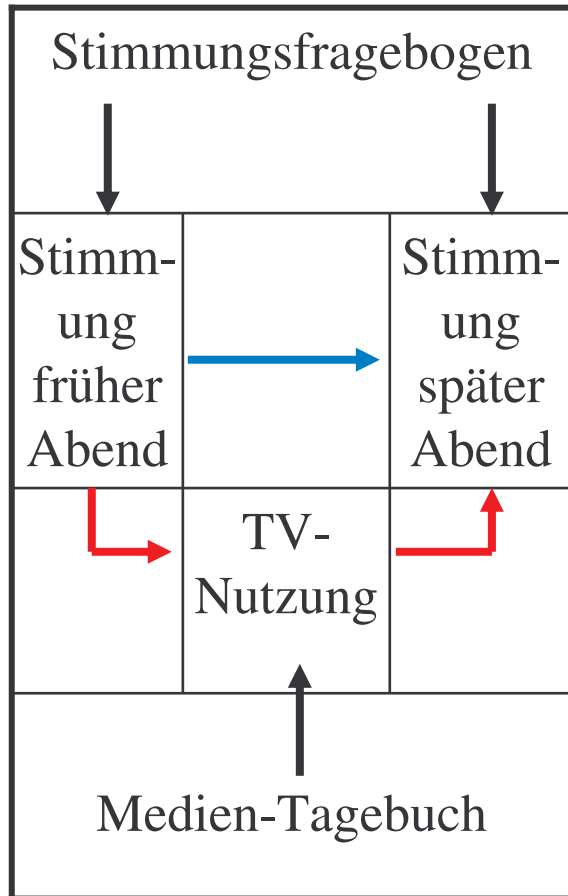 Stimmungsfragebogen
Stimm-
ung
früher
Abend
Stimm-
ung
später
Abend
TV-
Nutzung
Medien-Tagebuch